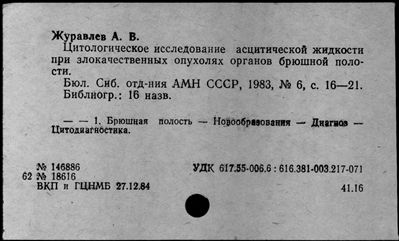 Журавлев А. В.
Цитологическое исследование асцитической жидкости
при злокачественных опухолях органов брюшной поло-
сти.
Бюл. Сиб. отд-ния АМН СССР, 1983, № 6, с. 16—21.
Библиогр.: 16 назв.
— — 1. Брюшная полость — Новообразования — Диагноз —
Цитодиагностика.
№ 146886 УДК 617.55-006.6 : 616.381-003.217-071
62 № 18616
ВКП и ГЦНМБ 27.12.84 41.16